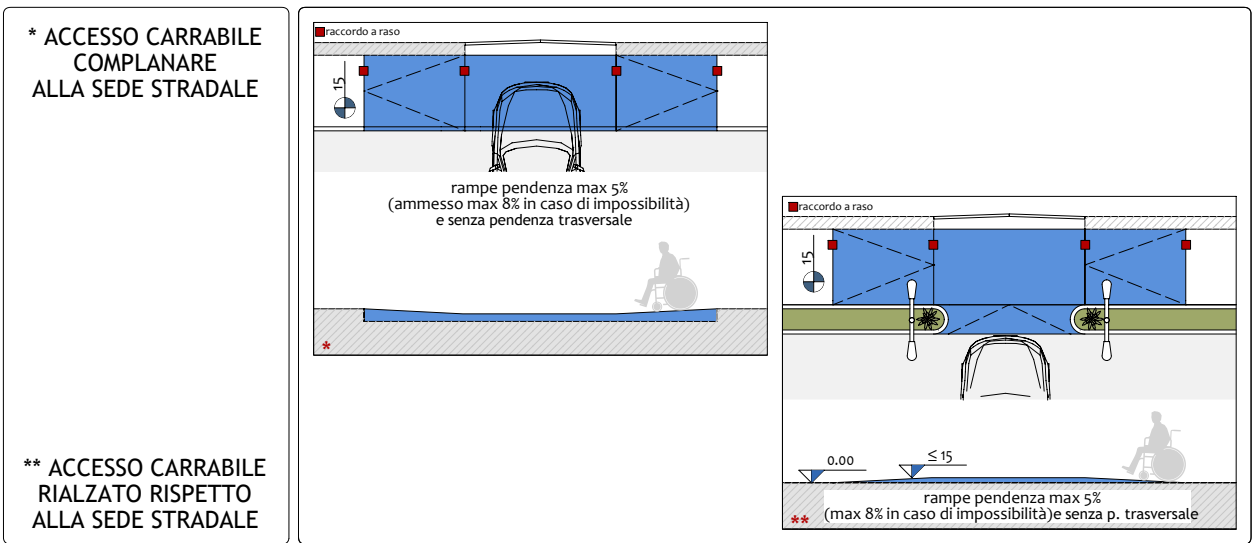 * ACCESSO CARRABILE
COMPLANARE
ALLA SEDE STRADALE
raccordo a raso
15
rampe pendenza max 5%
(ammesso max 8% in caso di impossibilità)
e senza pendenza trasversale
*
raccordo a raso
15
0.00
≤ 15
rampe pendenza max 5%
(max 8% in caso di impossibilità)e senza p. trasversale
**
** ACCESSO CARRABILE
RIALZATO RISPETTO
ALLA SEDE STRADALE